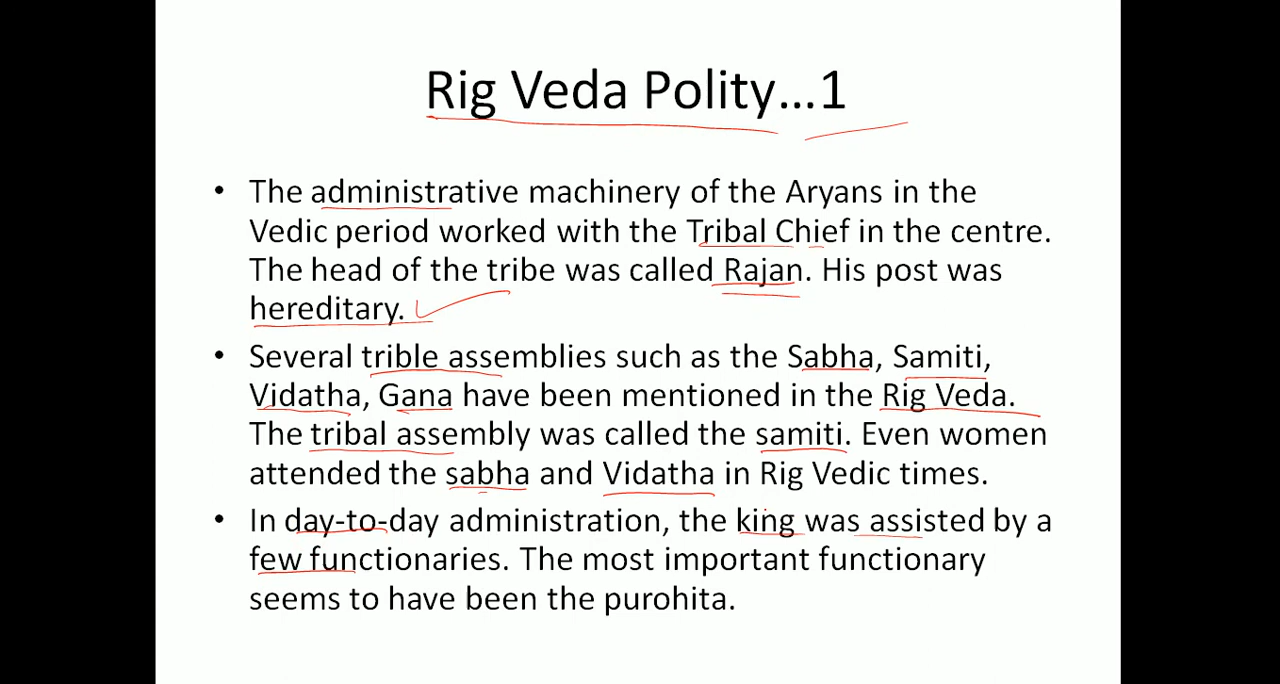 Rig Veda Polity...1
• The administrative machinery of the Aryans in the
Vedic period worked with the Tribal Chief in the centre.
The head of the tribe was called Rajan. His post was
hereditary.
• Several trible assemblies such as the Sabha, Samiti,
Vidatha, Gana have been mentioned in the Rig Veda.
The tribal assembly was called the samiti. Even women
attended the sabha and Vidatha in Rig Vedic times.
• In day-to-day administration, the king was assisted by a
few functionaries. The most important functionary
seems to have been the purohita.